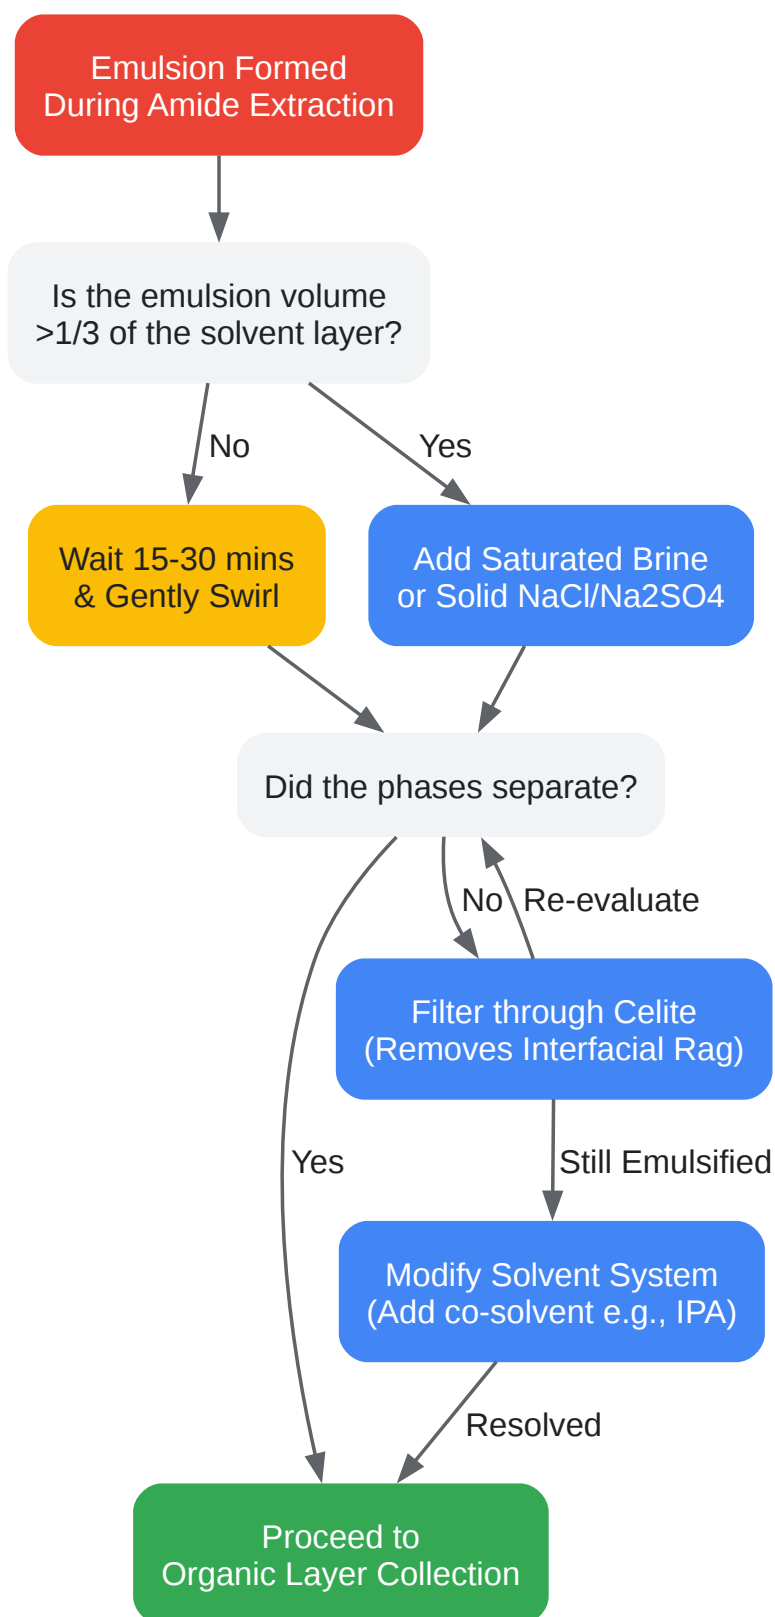 Emulsion Formed
During Amide Extraction
Is the emulsion volume
>1/3 of the solvent layer?
No
Yes
Wait 15-30 mins
& Gently Swirl
Add Saturated Brine
or Solid NaCl/Na2SO4
Did the phases separate?
No
Re-evaluate
Filter through Celite
(Removes Interfacial Rag)
Yes
Still Emulsified
Modify Solvent System
(Add co-solvent e.g., IPA)
Resolved
Proceed to
Organic Layer Collection